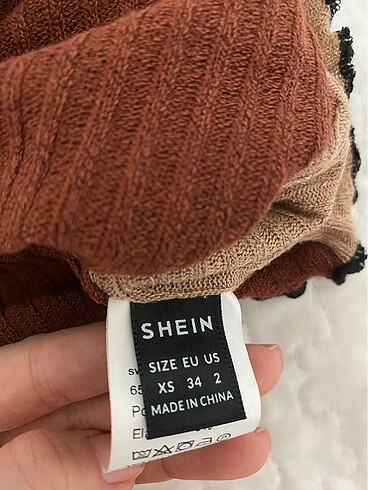 SHEIN
SIZE EU US
XS 34 2
MADE IN CHINA